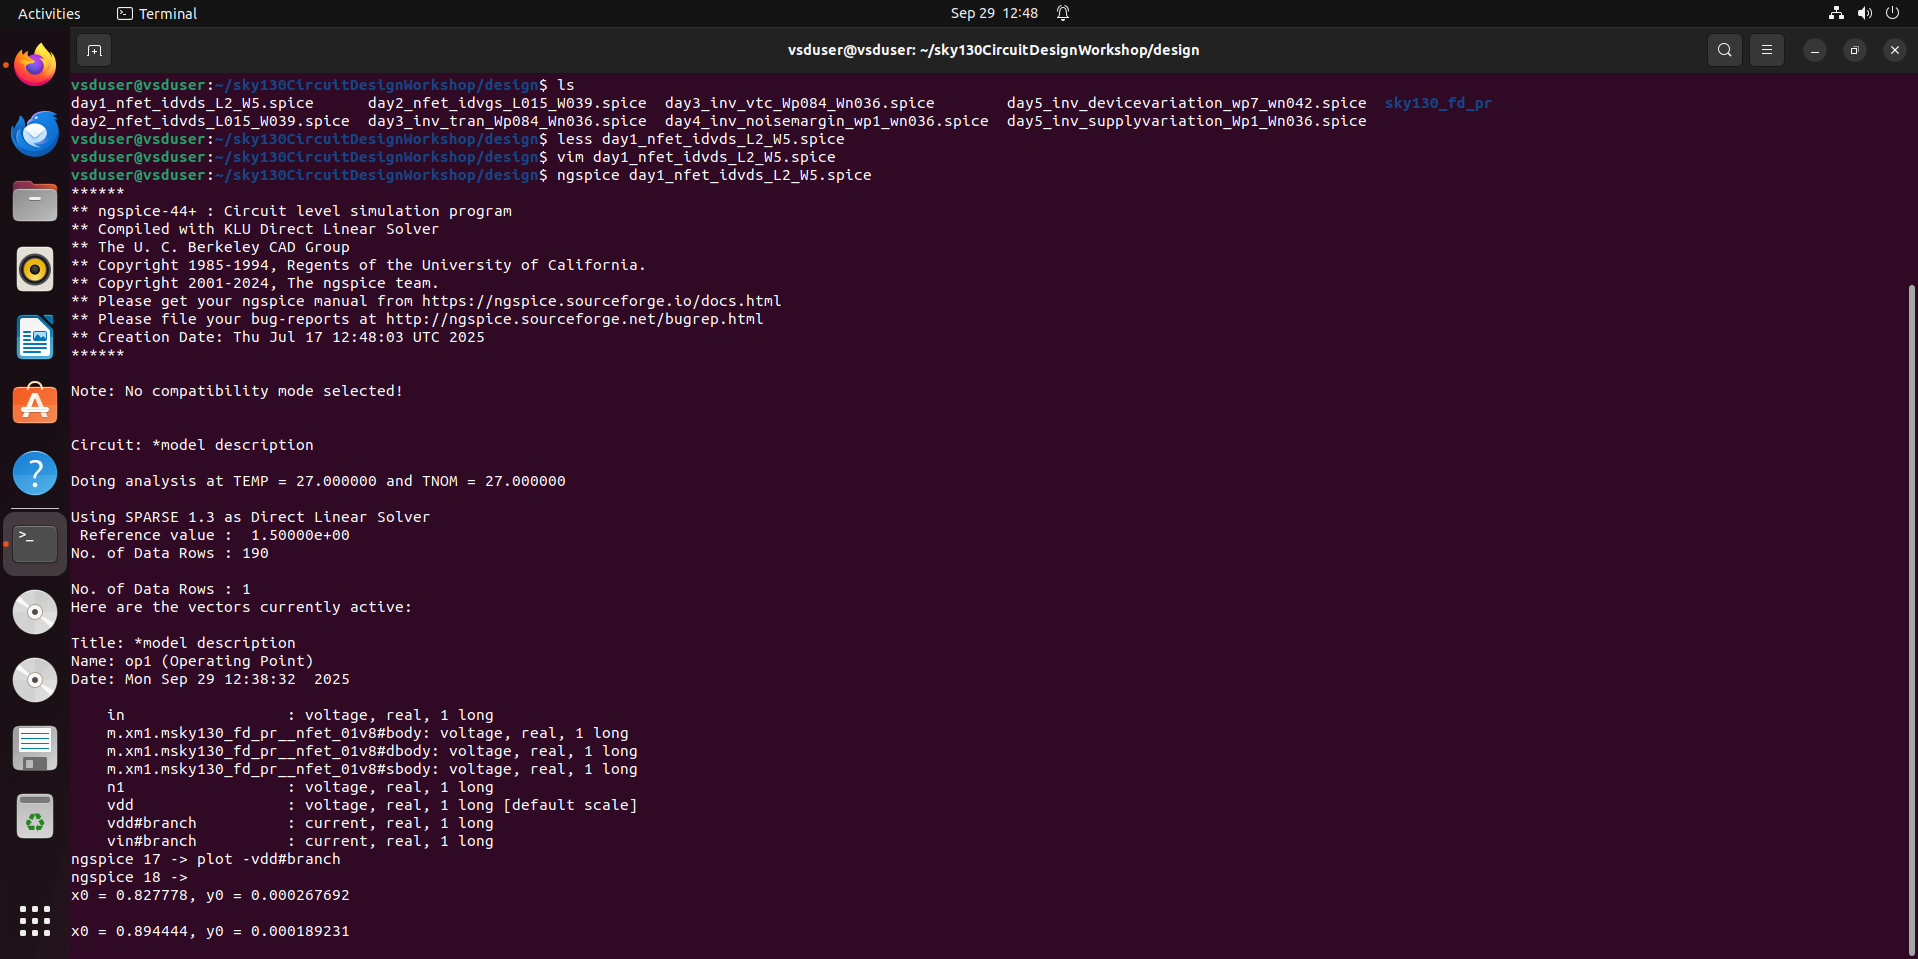 Activities
Terminal
Sep 29 12:48
vsduser@vsduser: ~/sky130CircuitDesignWorkshop/design
vsduser@vsduser:~/sky130CircuitDesignWorkshop/design$ ls
day1_nfet_idvds_L2_W5.spice      day2_nfet_idvgs_L015_W039.spice  day3_inv_vtc_Wp084_Wn036.spice        day5_inv_devicevariation_wp7_wn042.spice  sky130_fd_pr
day2_nfet_idvds_L015_W039.spice  day3_inv_tran_Wp084_Wn036.spice  day4_inv_noisemargin_wp1_wn036.spice  day5_inv_supplyvariation_Wp1_Wn036.spice
vsduser@vsduser:~/sky130CircuitDesignWorkshop/design$ less day1_nfet_idvds_L2_W5.spice
vsduser@vsduser:~/sky130CircuitDesignWorkshop/design$ vim day1_nfet_idvds_L2_W5.spice
vsduser@vsduser:~/sky130CircuitDesignWorkshop/design$ ngspice day1_nfet_idvds_L2_W5.spice
******
** ngspice-44+ : Circuit level simulation program
** Compiled with KLU Direct Linear Solver
** The U. C. Berkeley CAD Group
** Copyright 1985-1994, Regents of the University of California.
** Copyright 2001-2024, The ngspice team.
** Please get your ngspice manual from https://ngspice.sourceforge.io/docs.html
** Please file your bug-reports at http://ngspice.sourceforge.net/bugrep.html
** Creation Date: Thu Jul 17 12:48:03 UTC 2025
******
Note: No compatibility mode selected!
Circuit: *model description
Doing analysis at TEMP = 27.000000 and TNOM = 27.000000
Using SPARSE 1.3 as Direct Linear Solver
 Reference value :  1.50000e+00
No. of Data Rows : 190
No. of Data Rows : 1
Here are the vectors currently active:
Title: *model description
Name: op1 (Operating Point)
Date: Mon Sep 29 12:38:32  2025
    in                  : voltage, real, 1 long
    m.xm1.msky130_fd_pr__nfet_01v8#body: voltage, real, 1 long
    m.xm1.msky130_fd_pr__nfet_01v8#dbody: voltage, real, 1 long
    m.xm1.msky130_fd_pr__nfet_01v8#sbody: voltage, real, 1 long
    n1                  : voltage, real, 1 long
    vdd                 : voltage, real, 1 long [default scale]
    vdd#branch          : current, real, 1 long
    vin#branch          : current, real, 1 long
ngspice 17 -> plot -vdd#branch
ngspice 18 ->
x0 = 0.827778, y0 = 0.000267692
x0 = 0.894444, y0 = 0.000189231